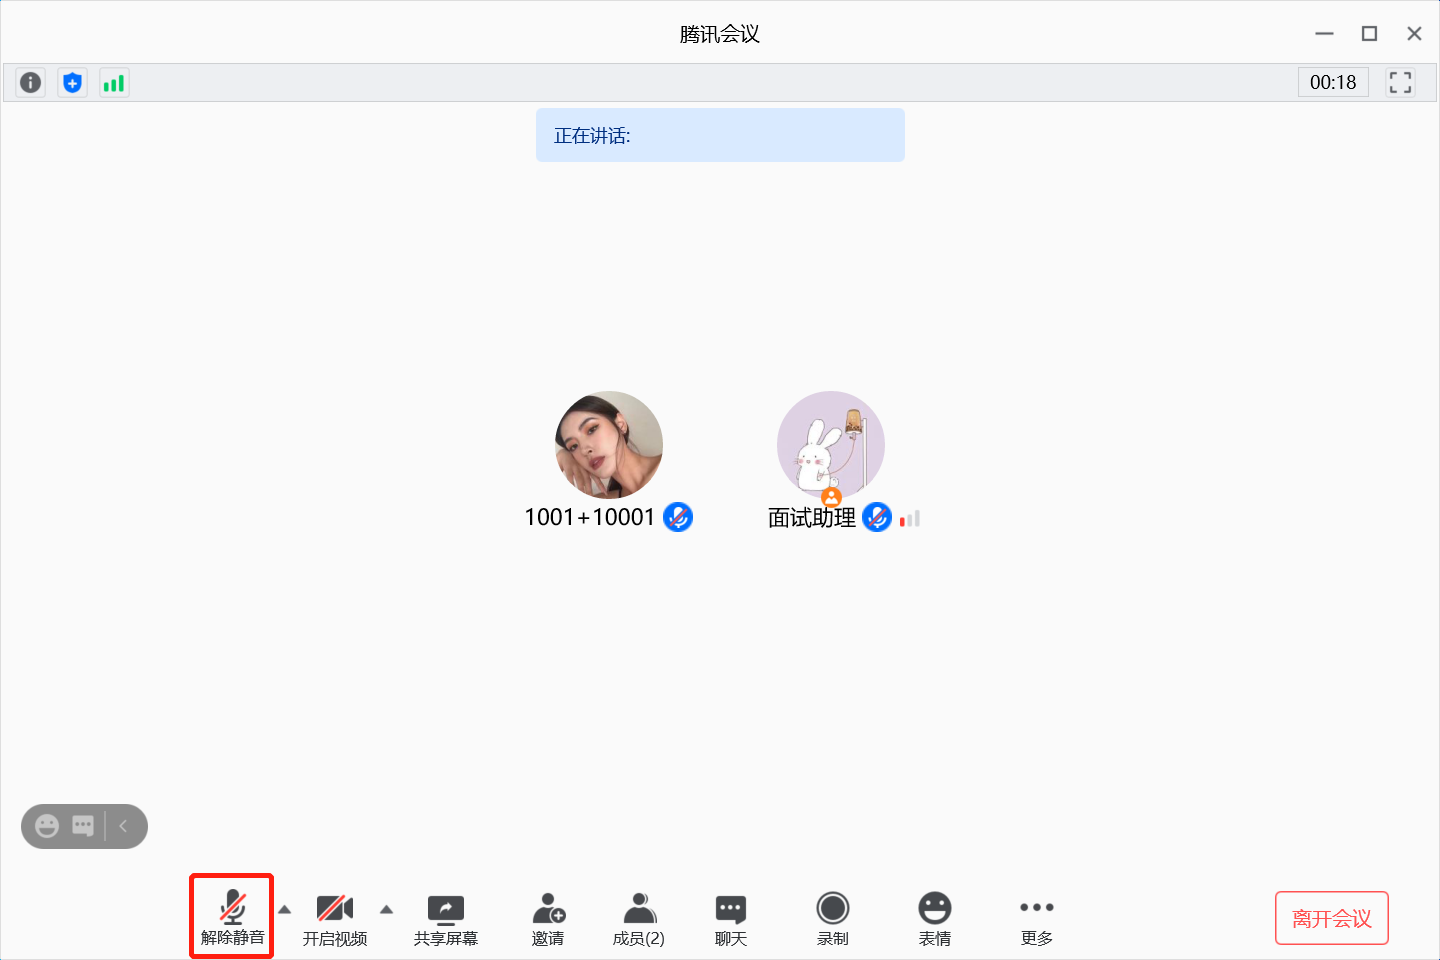 腾讯会议
00:18
正在讲话:
1001+10001
面试助理
解除静音
开启视频
共享屏幕
邀请
成员(2)
聊天
录制
表情
更多
离开会议